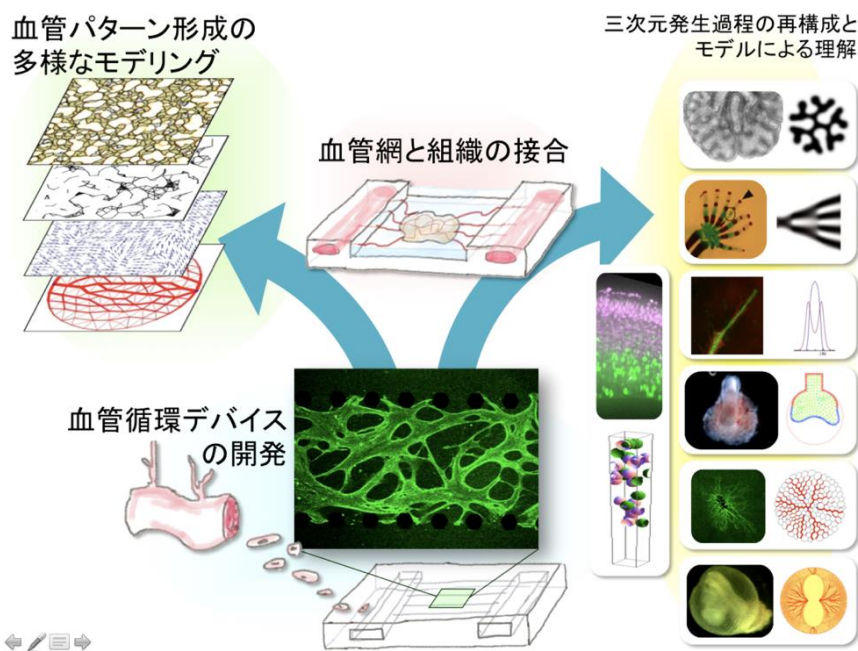 血管パターン形成の
多様なモデリング
三次元発生過程の再構成と
モデルによる理解
血管網と組織の接合
血管循環デバイス
の開発